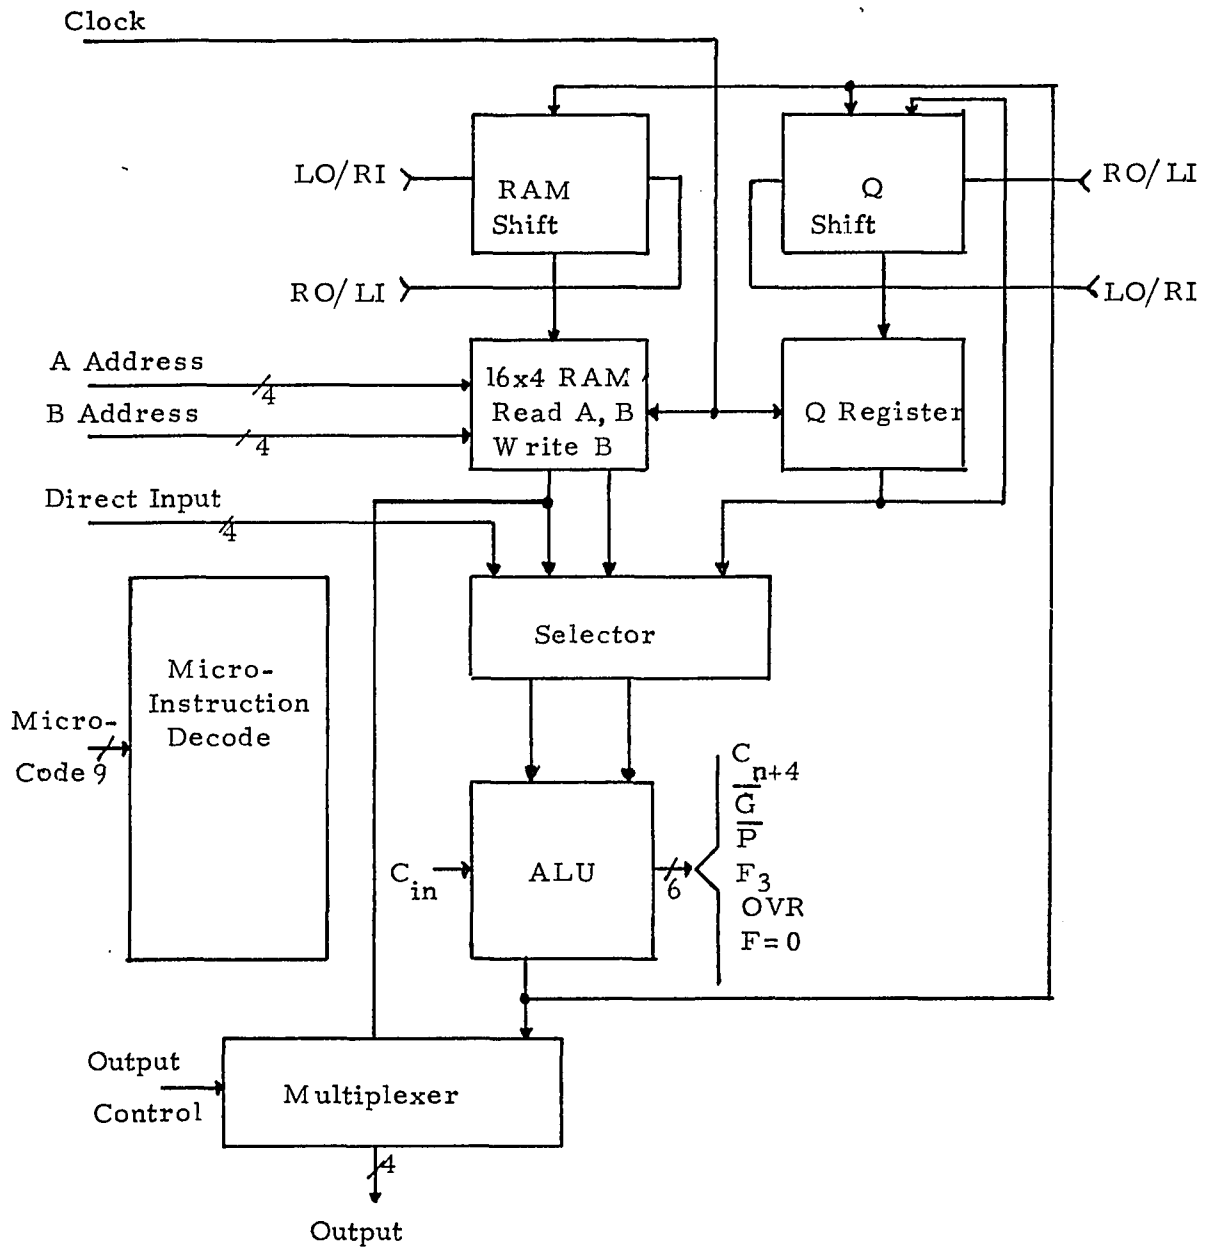 Clock
LO/RI
RAM
Shift
Q
Shift
RO/LI
RO/LI
LO/RI
A Address
4
B Address
4
16x4 RAM
Read A, B
Write B
Q Register
Direct Input
4
Selector
Micro-
Instruction
Decode
Micro-
Code 9
ALU
C in
6
C n+4
G̅
P̅
F3
OVR
F=0
Output
Control
Multiplexer
4
Output